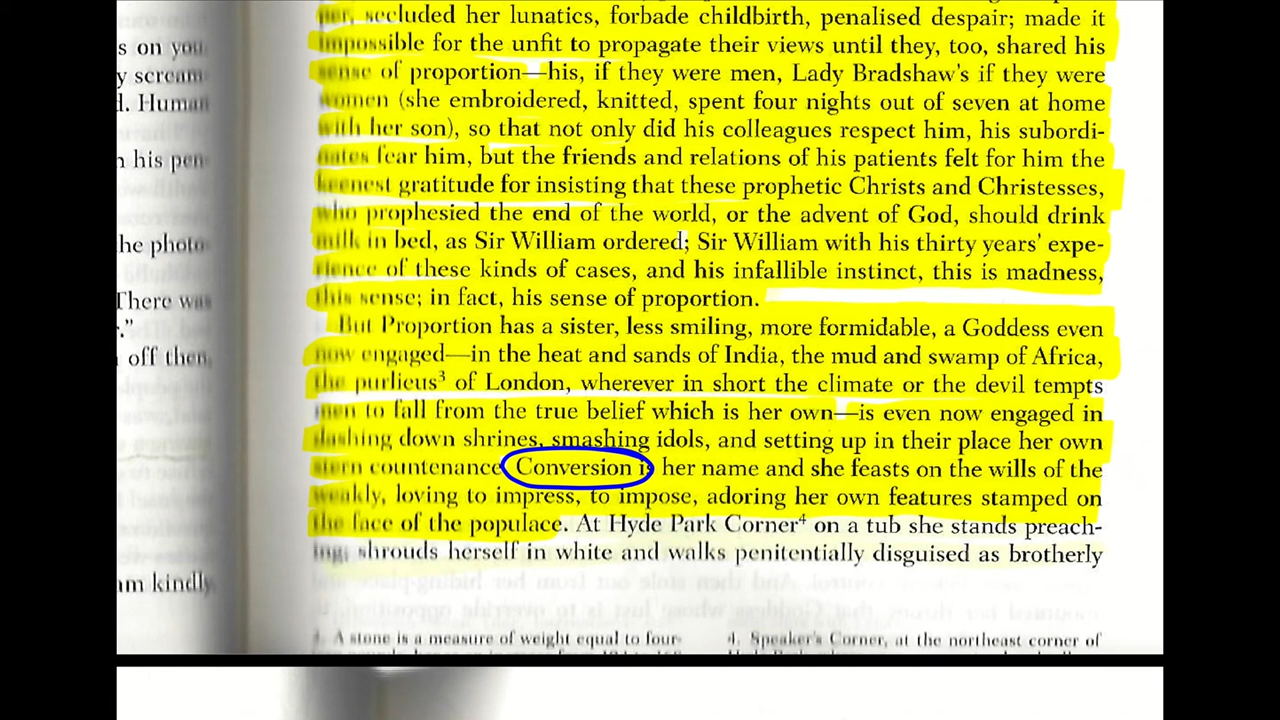 s on you
y scream-
d. Human
n his pen-
he photo-
There was
."
off then,
am kindly,
per, secluded her lunatics, forbade childbirth, penalised despair; made it
impossible for the unfit to propagate their views until they, too, shared his
sense of proportion—his, if they were men, Lady Bradshaw's if they were
women (she embroidered, knitted, spent four nights out of seven at home
with her son), so that not only did his colleagues respect him, his subordi-
nates fear him, but the friends and relations of his patients felt for him the
keenest gratitude for insisting that these prophetic Christs and Christesses,
who prophesied the end of the world, or the advent of God, should drink
milk in bed, as Sir William ordered; Sir William with his thirty years' expe-
rience of these kinds of cases, and his infallible instinct, this is madness,
this sense; in fact, his sense of proportion.
But Proportion has a sister, less smiling, more formidable, a Goddess even
now engaged—in the heat and sands of India, the mud and swamp of Africa,
the purlieus³ of London, wherever in short the climate or the devil tempts
men to fall from the true belief which is her own—is even now engaged in
dashing down shrines, smashing idols, and setting up in their place her own
stern countenance. Conversion is her name and she feasts on the wills of the
weakly, loving to impress, to impose, adoring her own features stamped on
the face of the populace. At Hyde Park Corner⁴ on a tub she stands preach-
ing; shrouds herself in white and walks penitentially disguised as brotherly
3. A stone is a measure of weight equal to four-
4. Speaker's Corner, at the northeast corner of